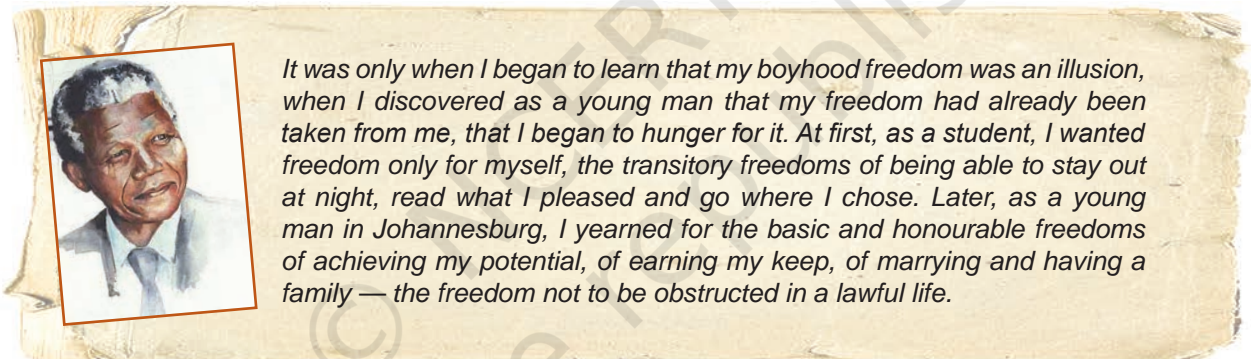 It was only when I began to learn that my boyhood freedom was an illusion,
when I discovered as a young man that my freedom had already been
taken from me, that I began to hunger for it. At first, as a student, I wanted
freedom only for myself, the transitory freedoms of being able to stay out
at night, read what I pleased and go where I chose. Later, as a young
man in Johannesburg, I yearned for the basic and honourable freedoms
of achieving my potential, of earning my keep, of marrying and having a
family — the freedom not to be obstructed in a lawful life.
© NCER
republi